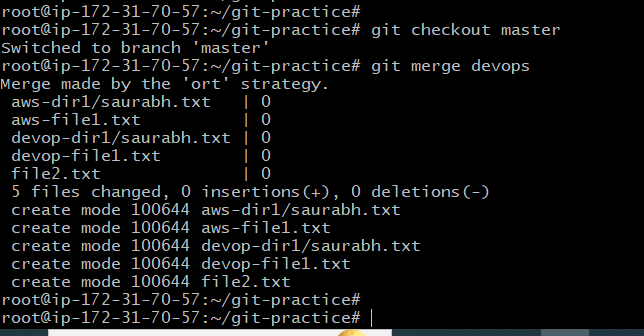 root@ip-172-31-70-57:~/git-practice#
root@ip-172-31-70-57:~/git-practice# git checkout master
Switched to branch 'master'
root@ip-172-31-70-57:~/git-practice# git merge devops
Merge made by the 'ort' strategy.
 aws-dir1/saurabh.txt   | 0
 aws-file1.txt          | 0
 devop-dir1/saurabh.txt | 0
 devop-file1.txt        | 0
 file2.txt              | 0
 5 files changed, 0 insertions(+), 0 deletions(-)
 create mode 100644 aws-dir1/saurabh.txt
 create mode 100644 aws-file1.txt
 create mode 100644 devop-dir1/saurabh.txt
 create mode 100644 devop-file1.txt
 create mode 100644 file2.txt
root@ip-172-31-70-57:~/git-practice#
root@ip-172-31-70-57:~/git-practice#